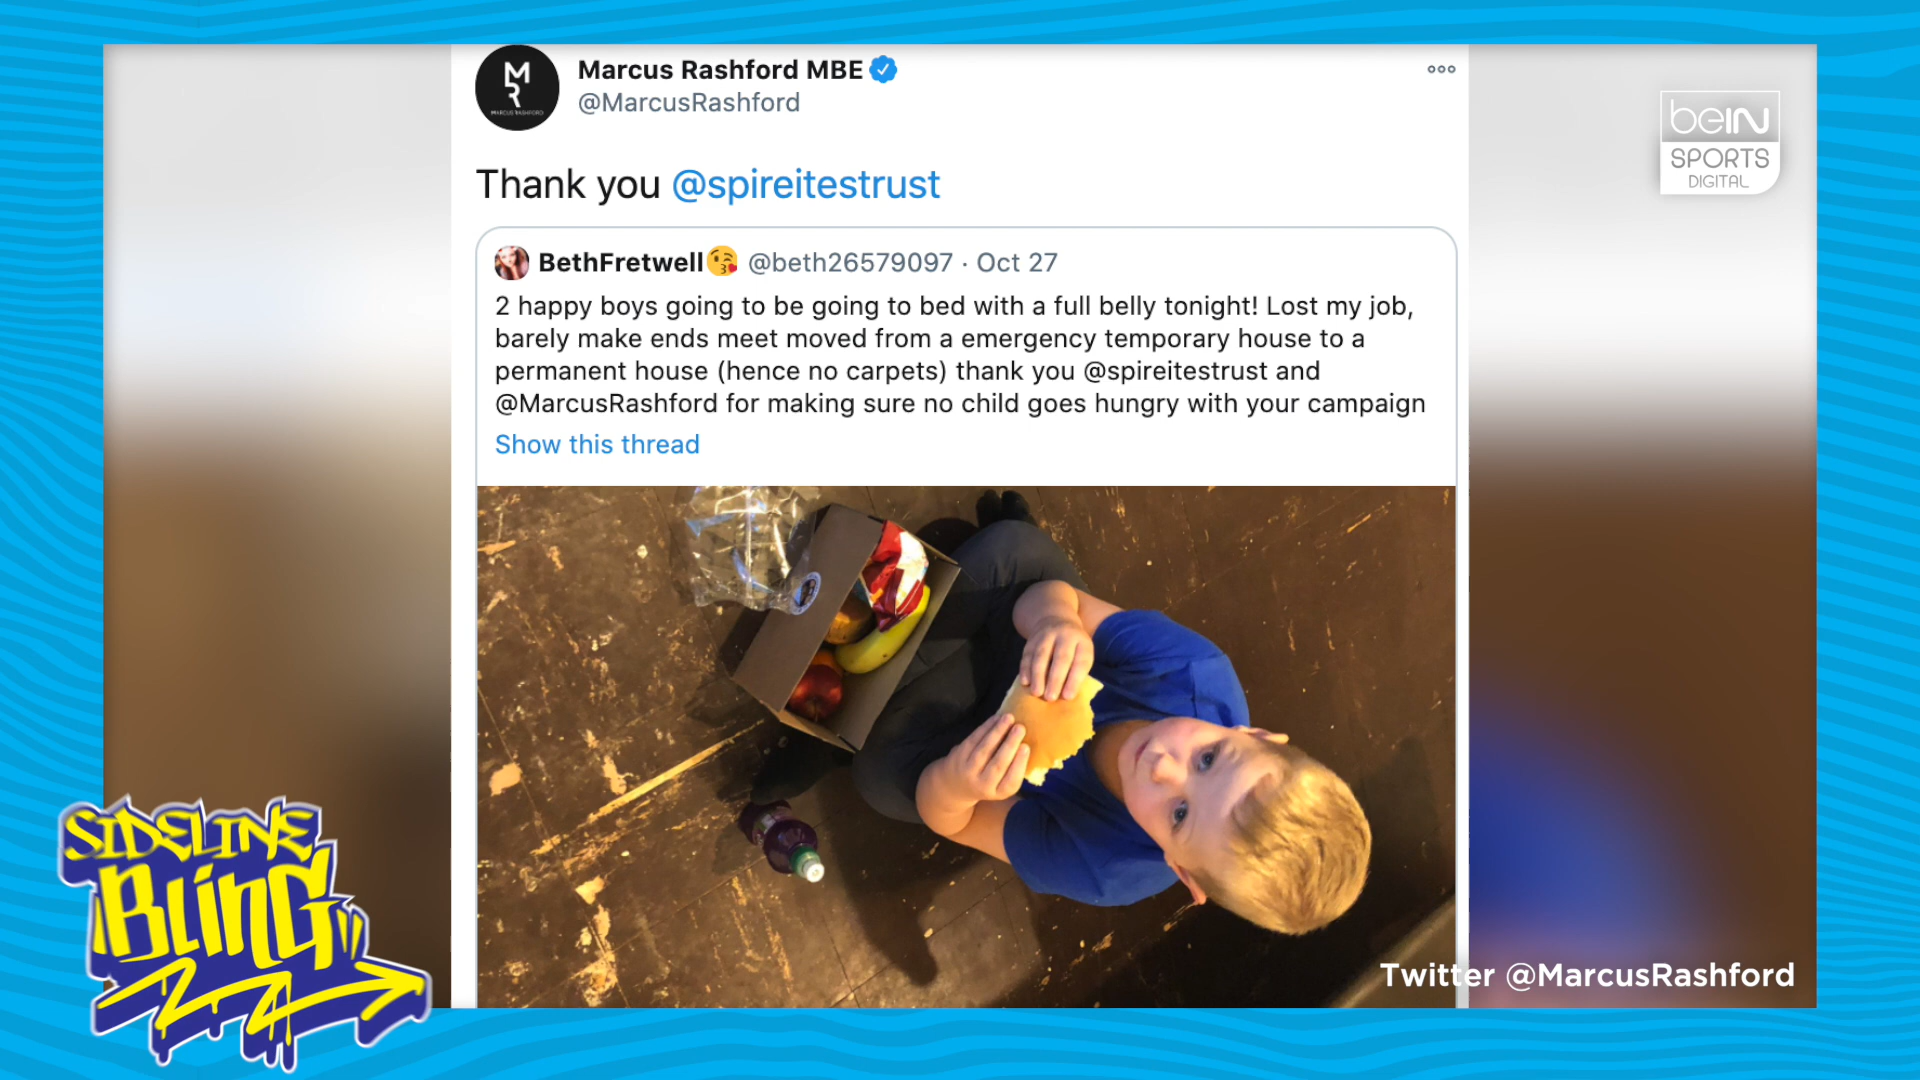 Marcus Rashford MBE
@MarcusRashford
MARCUS RASHFORD
Thank you @spireitestrust
BethFretwell😘 @beth26579097 · Oct 27
2 happy boys going to be going to bed with a full belly tonight! Lost my job,
barely make ends meet moved from a emergency temporary house to a
permanent house (hence no carpets) thank you @spireitestrust and
@MarcusRashford for making sure no child goes hungry with your campaign
Show this thread
beIN
SPORTS
DIGITAL
SIDELINE
BLING
Twitter @MarcusRashford